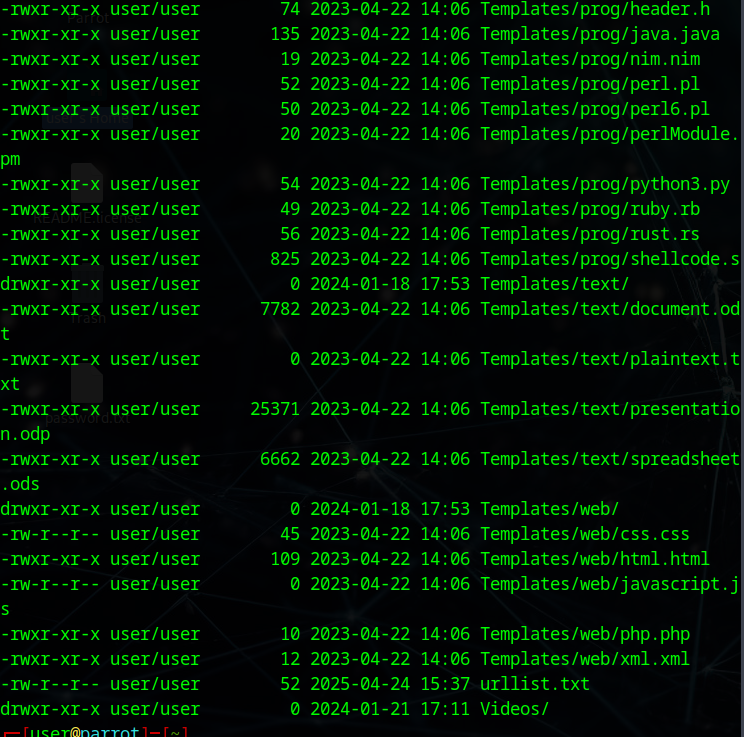 -rwxr-xr-x user/user        74 2023-04-22 14:06 Templates/prog/header.h
-rwxr-xr-x user/user       135 2023-04-22 14:06 Templates/prog/java.java
-rwxr-xr-x user/user        19 2023-04-22 14:06 Templates/prog/nim.nim
-rwxr-xr-x user/user        52 2023-04-22 14:06 Templates/prog/perl.pl
-rwxr-xr-x user/user        50 2023-04-22 14:06 Templates/prog/perl6.pl
-rwxr-xr-x user/user        20 2023-04-22 14:06 Templates/prog/perlModule.
pm
-rwxr-xr-x user/user        54 2023-04-22 14:06 Templates/prog/python3.py
-rwxr-xr-x user/user        49 2023-04-22 14:06 Templates/prog/ruby.rb
-rwxr-xr-x user/user        56 2023-04-22 14:06 Templates/prog/rust.rs
-rwxr-xr-x user/user       825 2023-04-22 14:06 Templates/prog/shellcode.s
drwxr-xr-x user/user         0 2024-01-18 17:53 Templates/text/
-rwxr-xr-x user/user      7782 2023-04-22 14:06 Templates/text/document.od
t
Trash
-rwxr-xr-x user/user         0 2023-04-22 14:06 Templates/text/plaintext.t
xt
-rwxr-xr-x user/user     25371 2023-04-22 14:06 Templates/text/presentatio
n.odp
password.txt
-rwxr-xr-x user/user      6662 2023-04-22 14:06 Templates/text/spreadsheet
.ods
drwxr-xr-x user/user         0 2024-01-18 17:53 Templates/web/
-rw-r--r-- user/user        45 2023-04-22 14:06 Templates/web/css.css
-rwxr-xr-x user/user       109 2023-04-22 14:06 Templates/web/html.html
-rw-r--r-- user/user         0 2023-04-22 14:06 Templates/web/javascript.j
s
-rwxr-xr-x user/user        10 2023-04-22 14:06 Templates/web/php.php
-rwxr-xr-x user/user        12 2023-04-22 14:06 Templates/web/xml.xml
-rw-r--r-- user/user        52 2025-04-24 15:37 urllist.txt
drwxr-xr-x user/user         0 2024-01-21 17:11 Videos/
┌─[user@parrot]─[~]